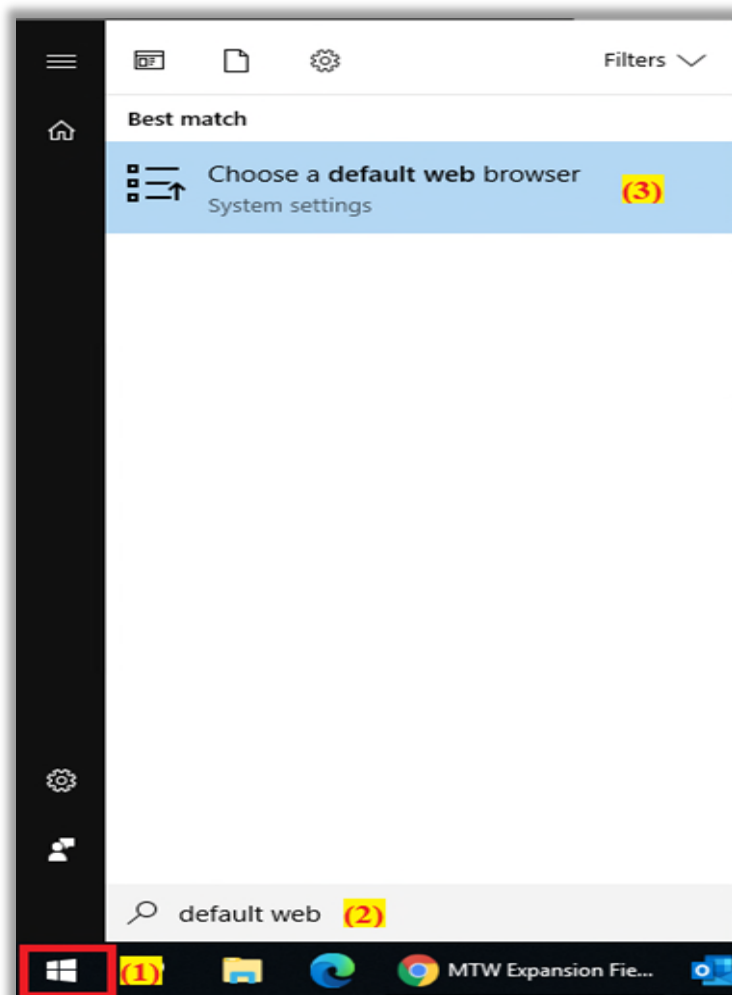 Filters
Best match
Choose a default web browser
(3)
System settings
default web (2)
(1)
MTW Expansion Fie...